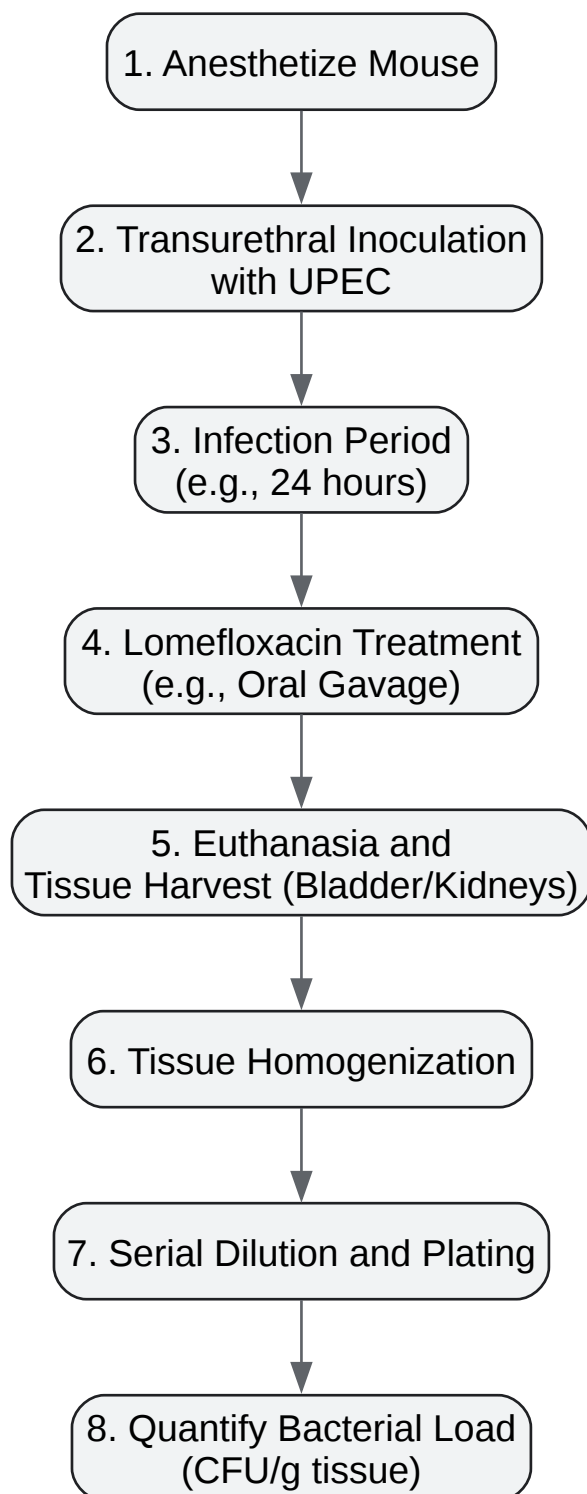 1. Anesthetize Mouse
2. Transurethral Inoculation
with UPEC
3. Infection Period
(e.g., 24 hours)
4. Lomefloxacin Treatment
(e.g., Oral Gavage)
5. Euthanasia and
Tissue Harvest (Bladder/Kidneys)
6. Tissue Homogenization
7. Serial Dilution and Plating
8. Quantify Bacterial Load
(CFU/g tissue)